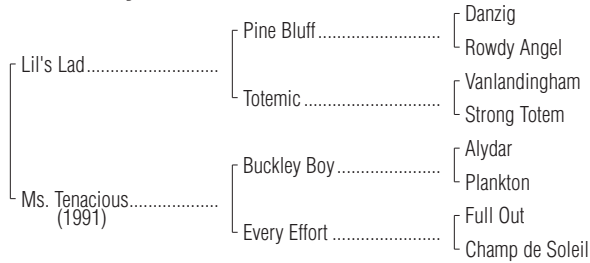 Danzig
Pine Bluff
Rowdy Angel
Lil's Lad
Vanlandingham
Totemic
Strong Totem
Alydar
Buckley Boy
Plankton
Ms. Tenacious
(1991)
Full Out
Every Effort
Champ de Soleil